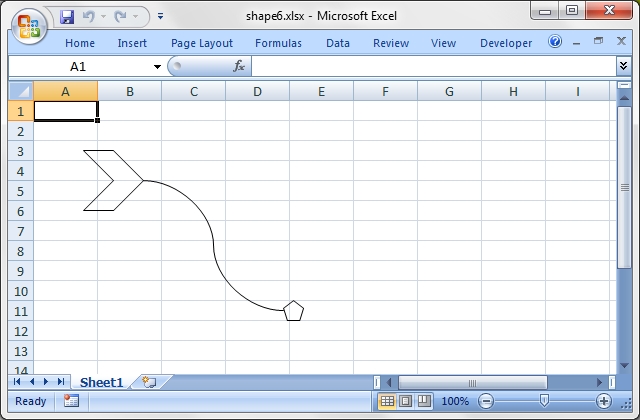 shape6.xlsx - Microsoft Excel
Home Insert Page Layout Formulas Data Review View Developer
A1 fx
A B C D E F G H I
1
2
3
4
5
6
7
8
9
10
11
12
13
14
Sheet1
Ready 100%